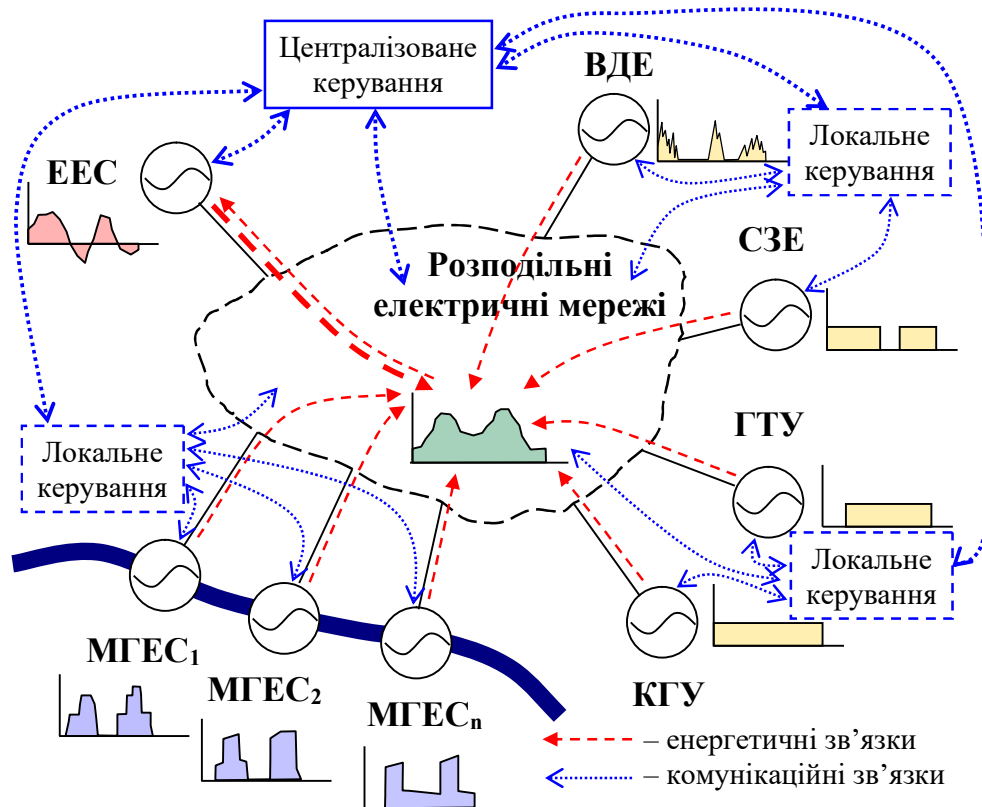 Централізоване
керування
ВДЕ
Локальне
керування
ЕЕС
СЗЕ
Розподільні
електричні мережі
ГТУ
Локальне
керування
Локальне
керування
МГЕС₁
МГЕС₂
МГЕСₙ
КГУ
– енергетичні зв’язки
– комунікаційні зв’язки